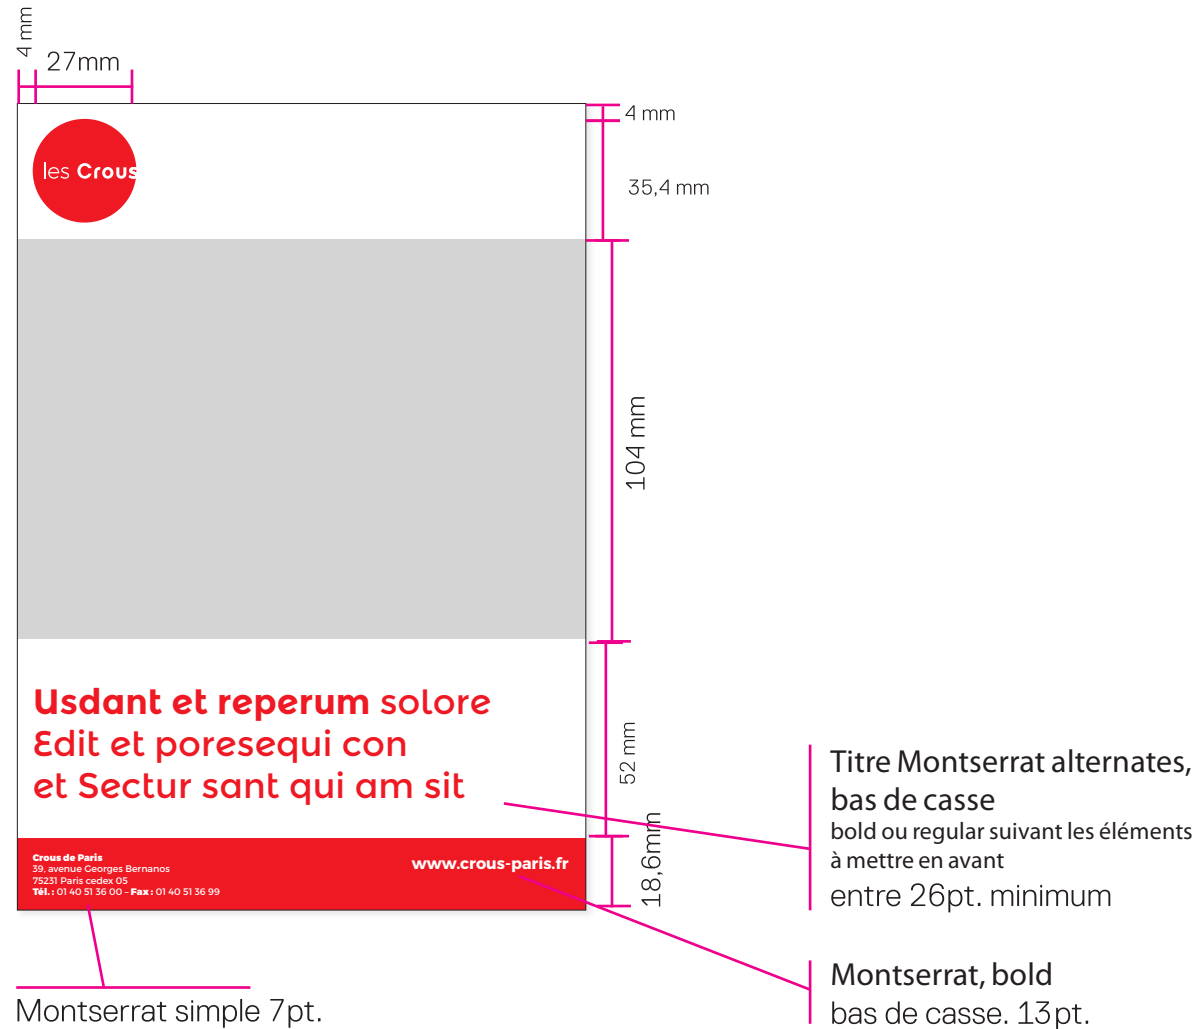 4 mm
27mm
4 mm
les Crous
35,4 mm
104 mm
Usdant et reperum solore
Edit et poresequi con
et Sectur sant qui am sit
52 mm
Titre Montserrat alternates,
bas de casse
bold ou regular suivant les éléments
à mettre en avant
entre 26pt. minimum
18,6mm
Crous de Paris
39, avenue Georges Bernanos
75231 Paris cedex 05
Tél. : 01 40 51 36 00 - Fax : 01 40 51 36 99
www.crous-paris.fr
Montserrat, bold
bas de casse. 13pt.
Montserrat simple 7pt.